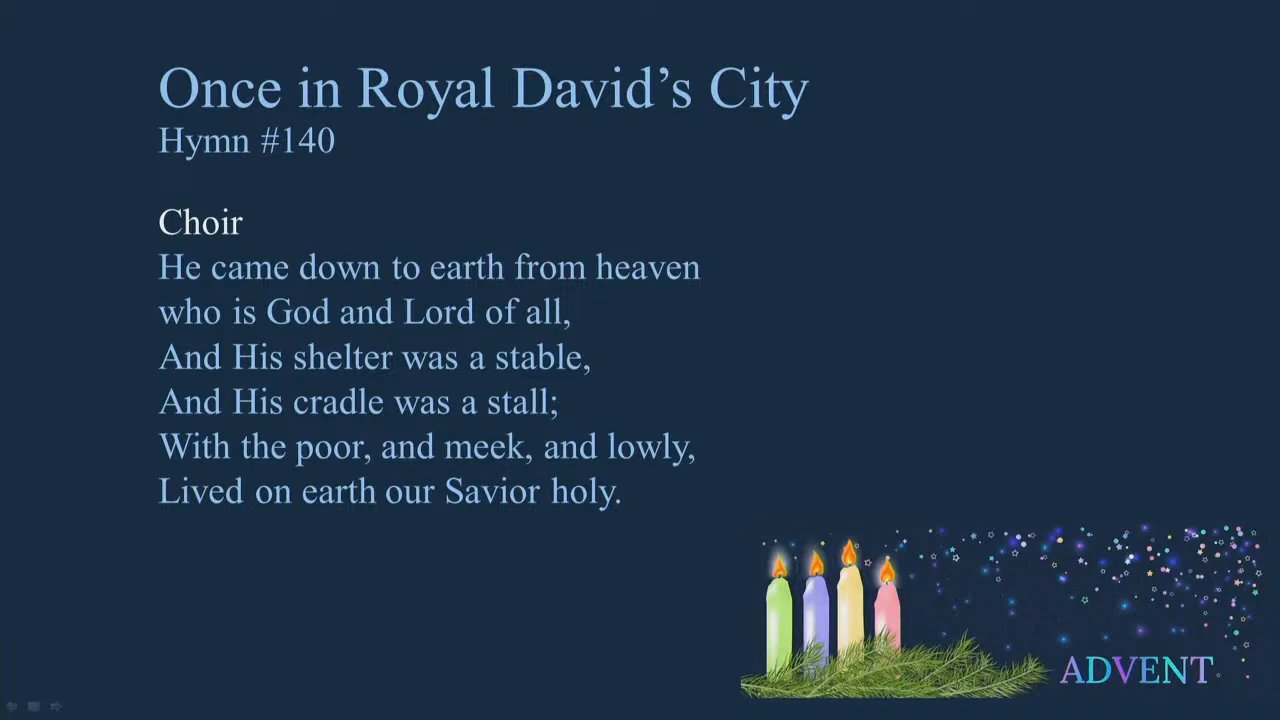 Once in Royal David’s City
Hymn #140
Choir
He came down to earth from heaven
who is God and Lord of all,
And His shelter was a stable,
And His cradle was a stall;
With the poor, and meek, and lowly,
Lived on earth our Savior holy.
ADVENT